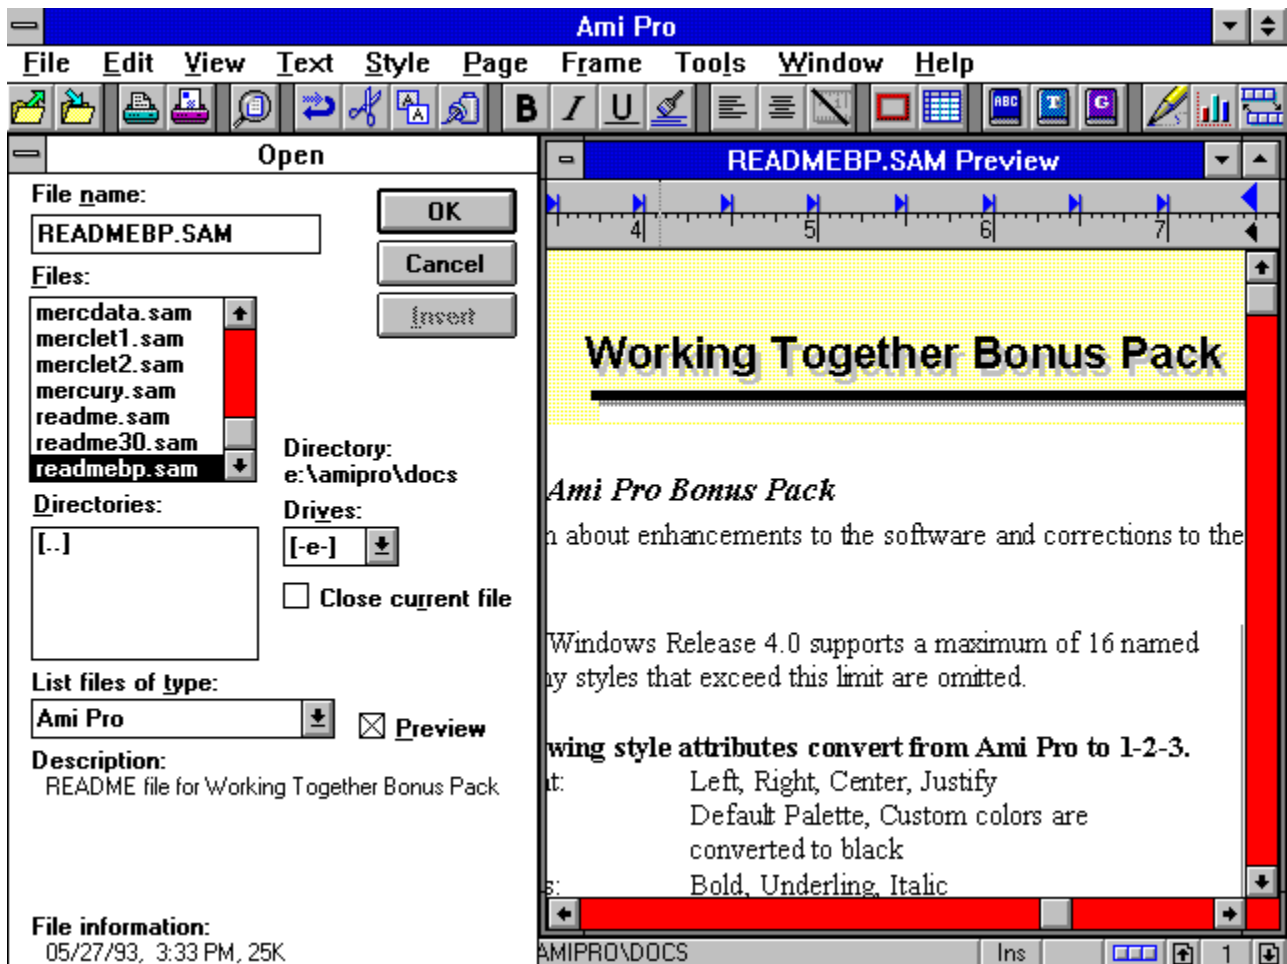 Ami Pro
File Edit View Text Style Page Frame Tools Window Help
B I U ABC T G
Open
File name:
READMEBP.SAM
OK
Cancel
Insert
Files:
mercdata.sam
merclet1.sam
merclet2.sam
mercury.sam
readme.sam
readme30.sam
readmebp.sam
Directory:
e:\amipro\docs
Directories:
[..]
Drives:
[-e-]
Close current file
List files of type:
Ami Pro
Preview
Description:
README file for Working Together Bonus Pack
File information:
05/27/93, 3:33 PM, 25K
READMEBP.SAM Preview
4 5 6 7
Working Together Bonus Pack
Ami Pro Bonus Pack
n about enhancements to the software and corrections to the
Windows Release 4.0 supports a maximum of 16 named
ny styles that exceed this limit are omitted.
wing style attributes convert from Ami Pro to 1-2-3.
nt: Left, Right, Center, Justify
Default Palette, Custom colors are
converted to black
s: Bold, Underling, Italic
AMIPRO\DOCS Ins 1